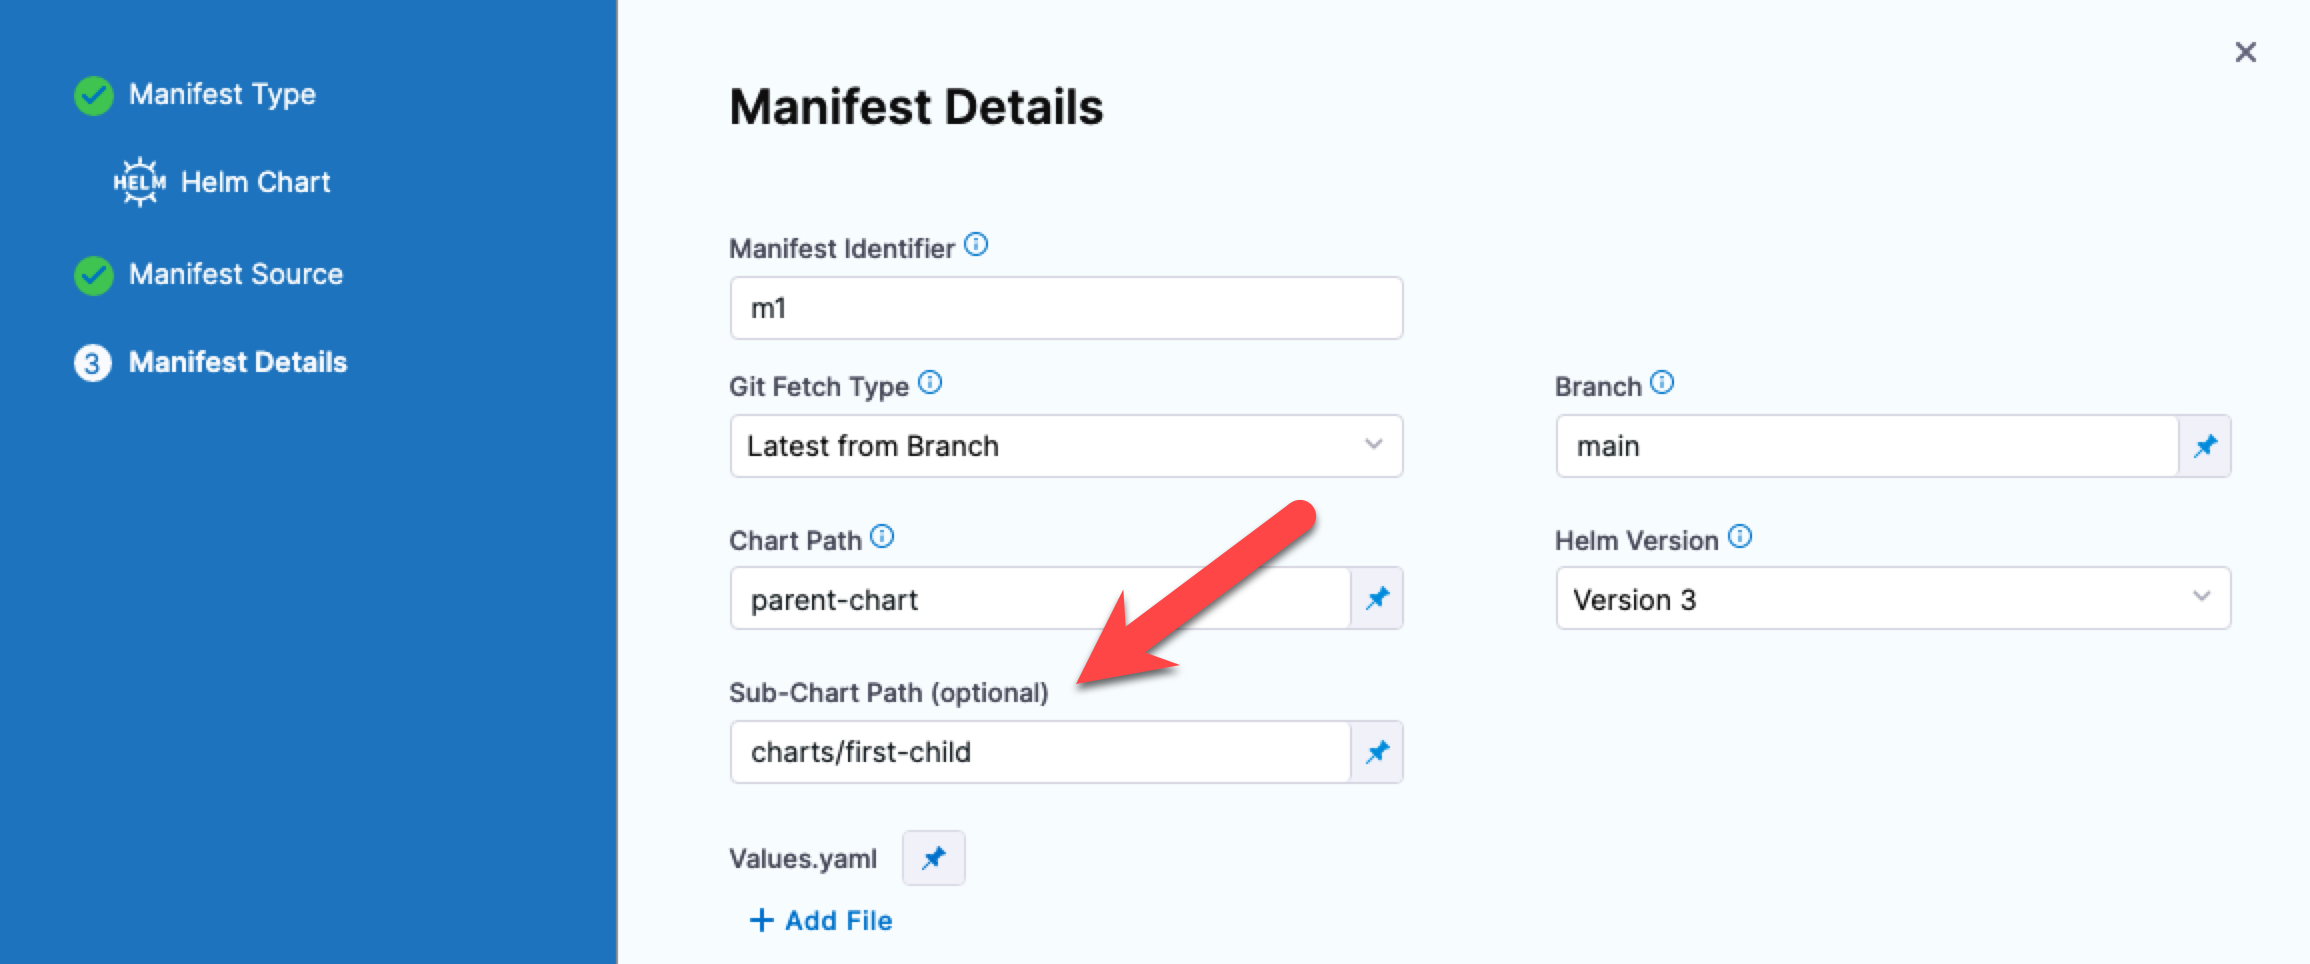 Manifest Type
HELM Helm Chart
Manifest Source
3 Manifest Details
Manifest Details
Manifest Identifier
m1
Git Fetch Type
Latest from Branch
Branch
main
Chart Path
parent-chart
Helm Version
Version 3
Sub-Chart Path (optional)
charts/first-child
Values.yaml
+ Add File